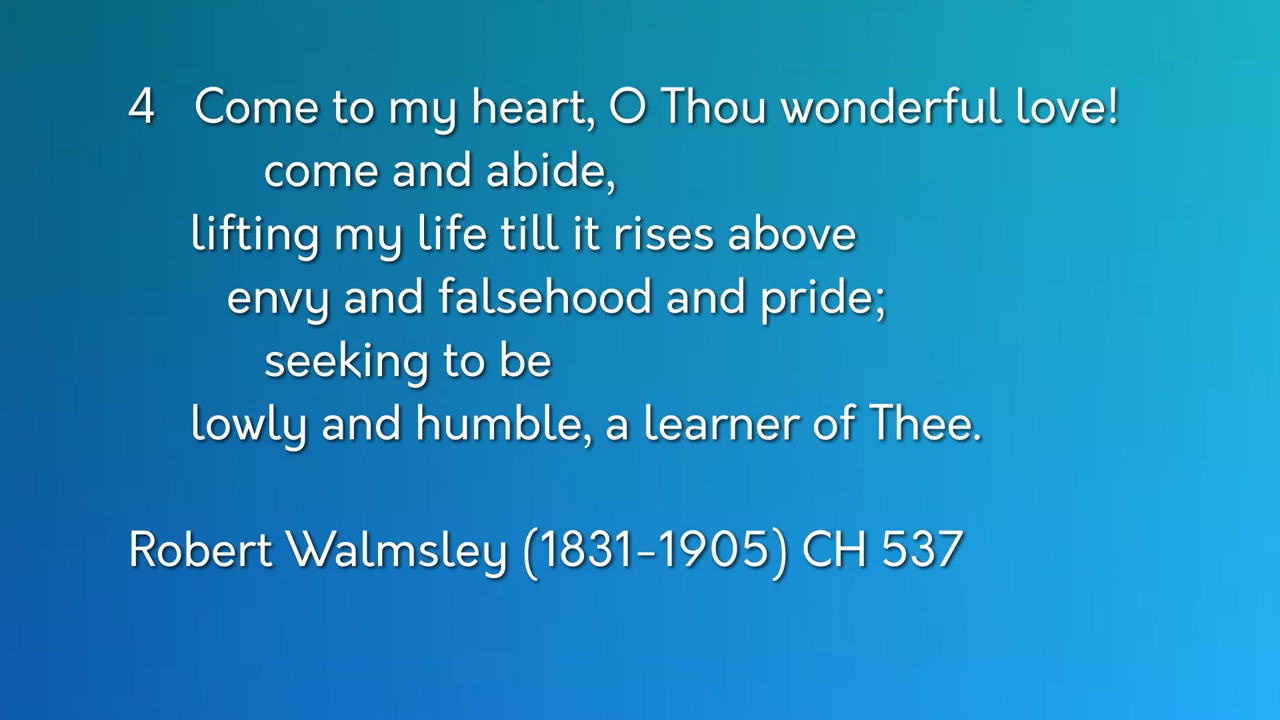 4 Come to my heart, O Thou wonderful love!
come and abide,
lifting my life till it rises above
envy and falsehood and pride;
seeking to be
lowly and humble, a learner of Thee.
Robert Walmsley (1831–1905) CH 537